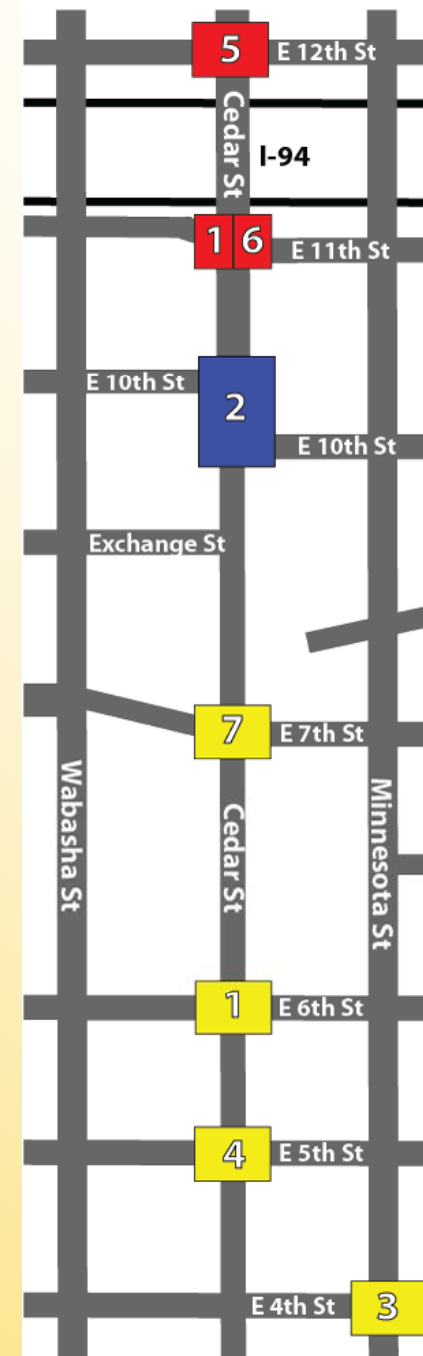 5
E 12th St
Cedar St
I-94
1 6
E 11th St
E 10th St
2
E 10th St
Exchange St
7
E 7th St
Wabasha St
Cedar St
Minnesota St
1
E 6th St
4
E 5th St
E 4th St
3